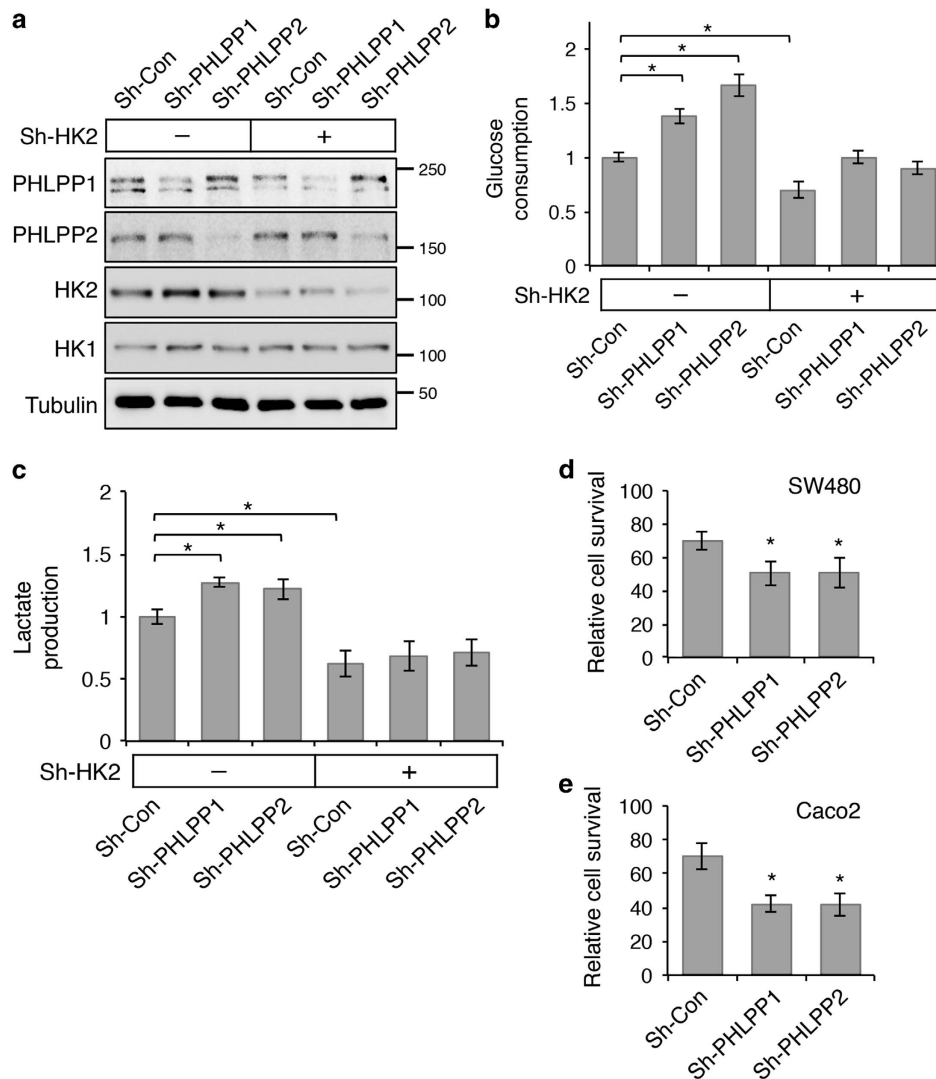 a
Sh-Con
Sh-PHLPP1
Sh-PHLPP2
Sh-Con
Sh-PHLPP1
Sh-PHLPP2
Sh-HK2 − +
PHLPP1 250
PHLPP2 150
HK2 100
HK1 100
Tubulin 50
b
Glucose
consumption
2
1.5
1
0.5
0
*
*
*
Sh-HK2 − +
Sh-Con
Sh-PHLPP1
Sh-PHLPP2
Sh-Con
Sh-PHLPP1
Sh-PHLPP2
c
Lactate
production
2
1.5
1
0.5
0
*
*
*
Sh-HK2 − +
Sh-Con
Sh-PHLPP1
Sh-PHLPP2
Sh-Con
Sh-PHLPP1
Sh-PHLPP2
d
SW480
Relative cell survival
100
80
60
40
20
0
* *
Sh-Con
Sh-PHLPP1
Sh-PHLPP2
e
Caco2
Relative cell survival
100
80
60
40
20
0
* *
Sh-Con
Sh-PHLPP1
Sh-PHLPP2